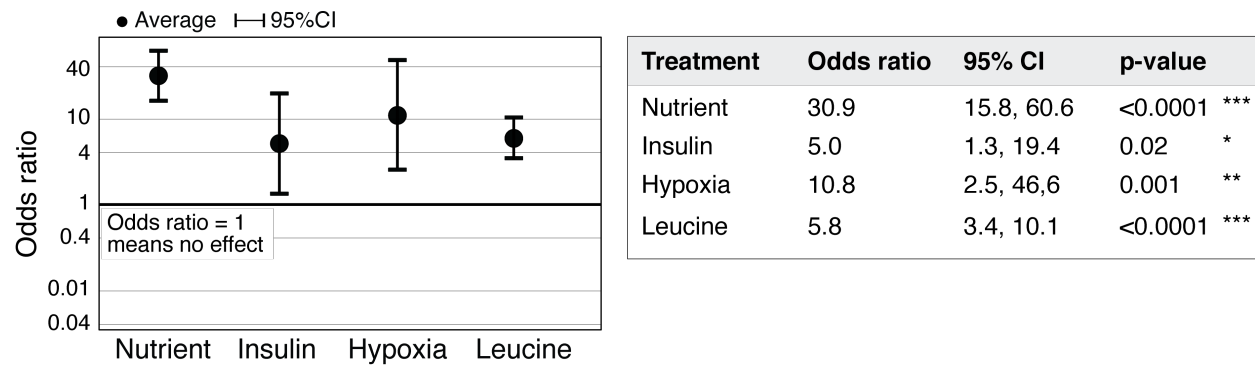 Average 95%CI
40
10
4
1
0.4
0.01
0.04
Odds ratio
Odds ratio = 1
means no effect
Nutrient Insulin Hypoxia Leucine
Treatment Odds ratio 95% CI p-value
Nutrient 30.9 15.8, 60.6 <0.0001 ***
Insulin 5.0 1.3, 19.4 0.02 *
Hypoxia 10.8 2.5, 46,6 0.001 **
Leucine 5.8 3.4, 10.1 <0.0001 ***